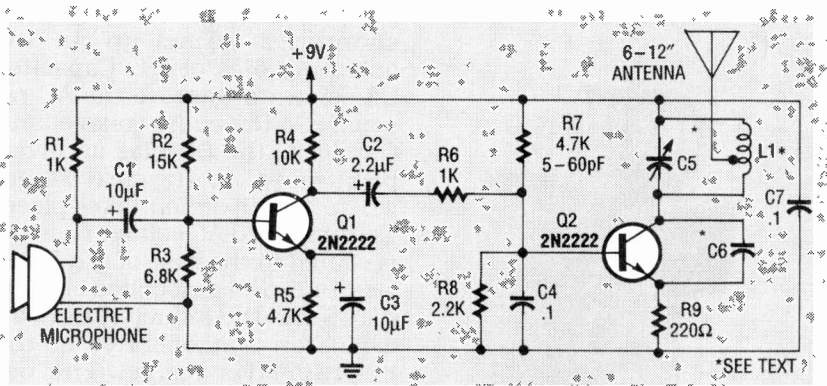 +9V
6–12″
ANTENNA
R1
1K
R2
15K
R4
10K
C2
2.2µF
R6
1K
R7
4.7K
5–60pF
*
C5
L1*
C1
10µF
+
+
Q1
2N2222
Q2
2N2222
C7
.1
R3
6.8K
*
C6
R5
4.7K
+
C3
10µF
R8
2.2K
C4
.1
R9
220Ω
ELECTRET
MICROPHONE
*SEE TEXT